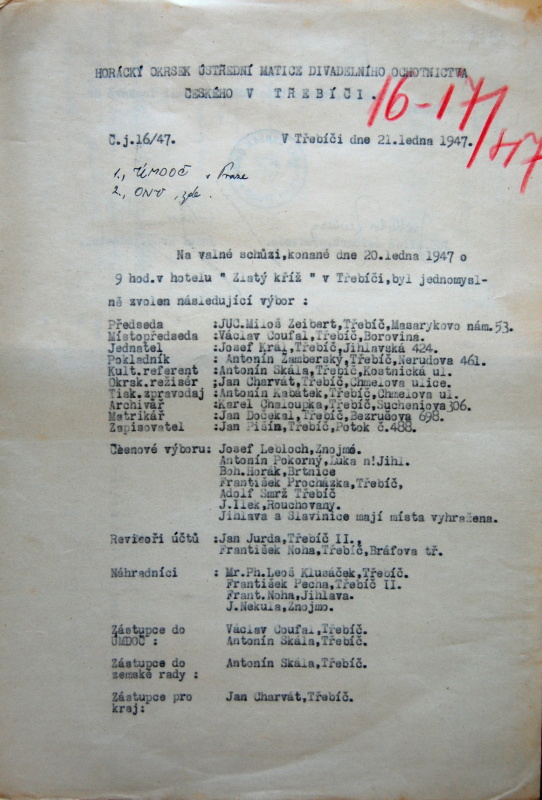 HORÁCKÝ OKRSEK ÚSTŘEDNÍ MATICE DIVADELNÍHO OCHOTNICTVA
ČESKÉHO V TŘEBÍČI.
16-17/47
Č.j.16/47. V Třebíči dne 21.ledna 1947.
1., ÚMDOČ v Praze
2., ONV, zde.
Na valné schůzi,konané dne 20.ledna 1947 o
9 hod.v hotelu " Zlatý kříž " v Třebíči,byl jednomysl-
ně zvolen následující výbor :
Předseda :JUC.Miloš Zeibert,Třebíč,Masarykovo nám.53.
Místopředseda :Václav Coufal,Třebíč,Borovina.
Jednatel :Josef Král,Třebíč,Jihlavská 424.
Pokladník : Antonín Zamberský,Třebíč,Nerudova 461.
Kult.referent :Antonín Skála,Třebíč,Kostnická ul.
Okrsk.režisér :Jan Charvát,Třebíč,Chmelova ulice.
Tisk.zpravodaj :Antonín Kabátek,Třebíč,Chmelova ul.
Archivář :Karel Chaloupka,Třebíč,Sucheniova306.
Matrikář :Jan Dočekal,Třebíč,Bezručova 698.
Zapisovatel :Jan Pišín,Třebíč,Potok č.488.
Členové výboru: Josef Lebloch,Znojmo.
Antonín Pokorný,Luka n!Jihl.
Boh.Horák,Brtnice
František Procházka,Třebíč,
Adolf Smrž Třebíč
J.Ilek,Rouchovany.
Jihlava a Slavinice mají místa vyhražena.
Revisoři účtů :Jan Jurda,Třebíč II.,
František Noha,Třebíč,Bráfova tř.
Náhradníci : Mr.Ph.Leoš Klusáček,Třebíč.
František Pecha,Třebíč II.
Frant.Noha,Jihlava.
J.Nekula,Znojmo.
Zástupce do Václav Coufal,Třebíč.
ÚMDOČ : Antonín Skála,Třebíč.
Zástupce do Antonín Skála,Třebíč.
zemské rady :
Zástupce pro Jan Charvát,Třebíč.
kraj: